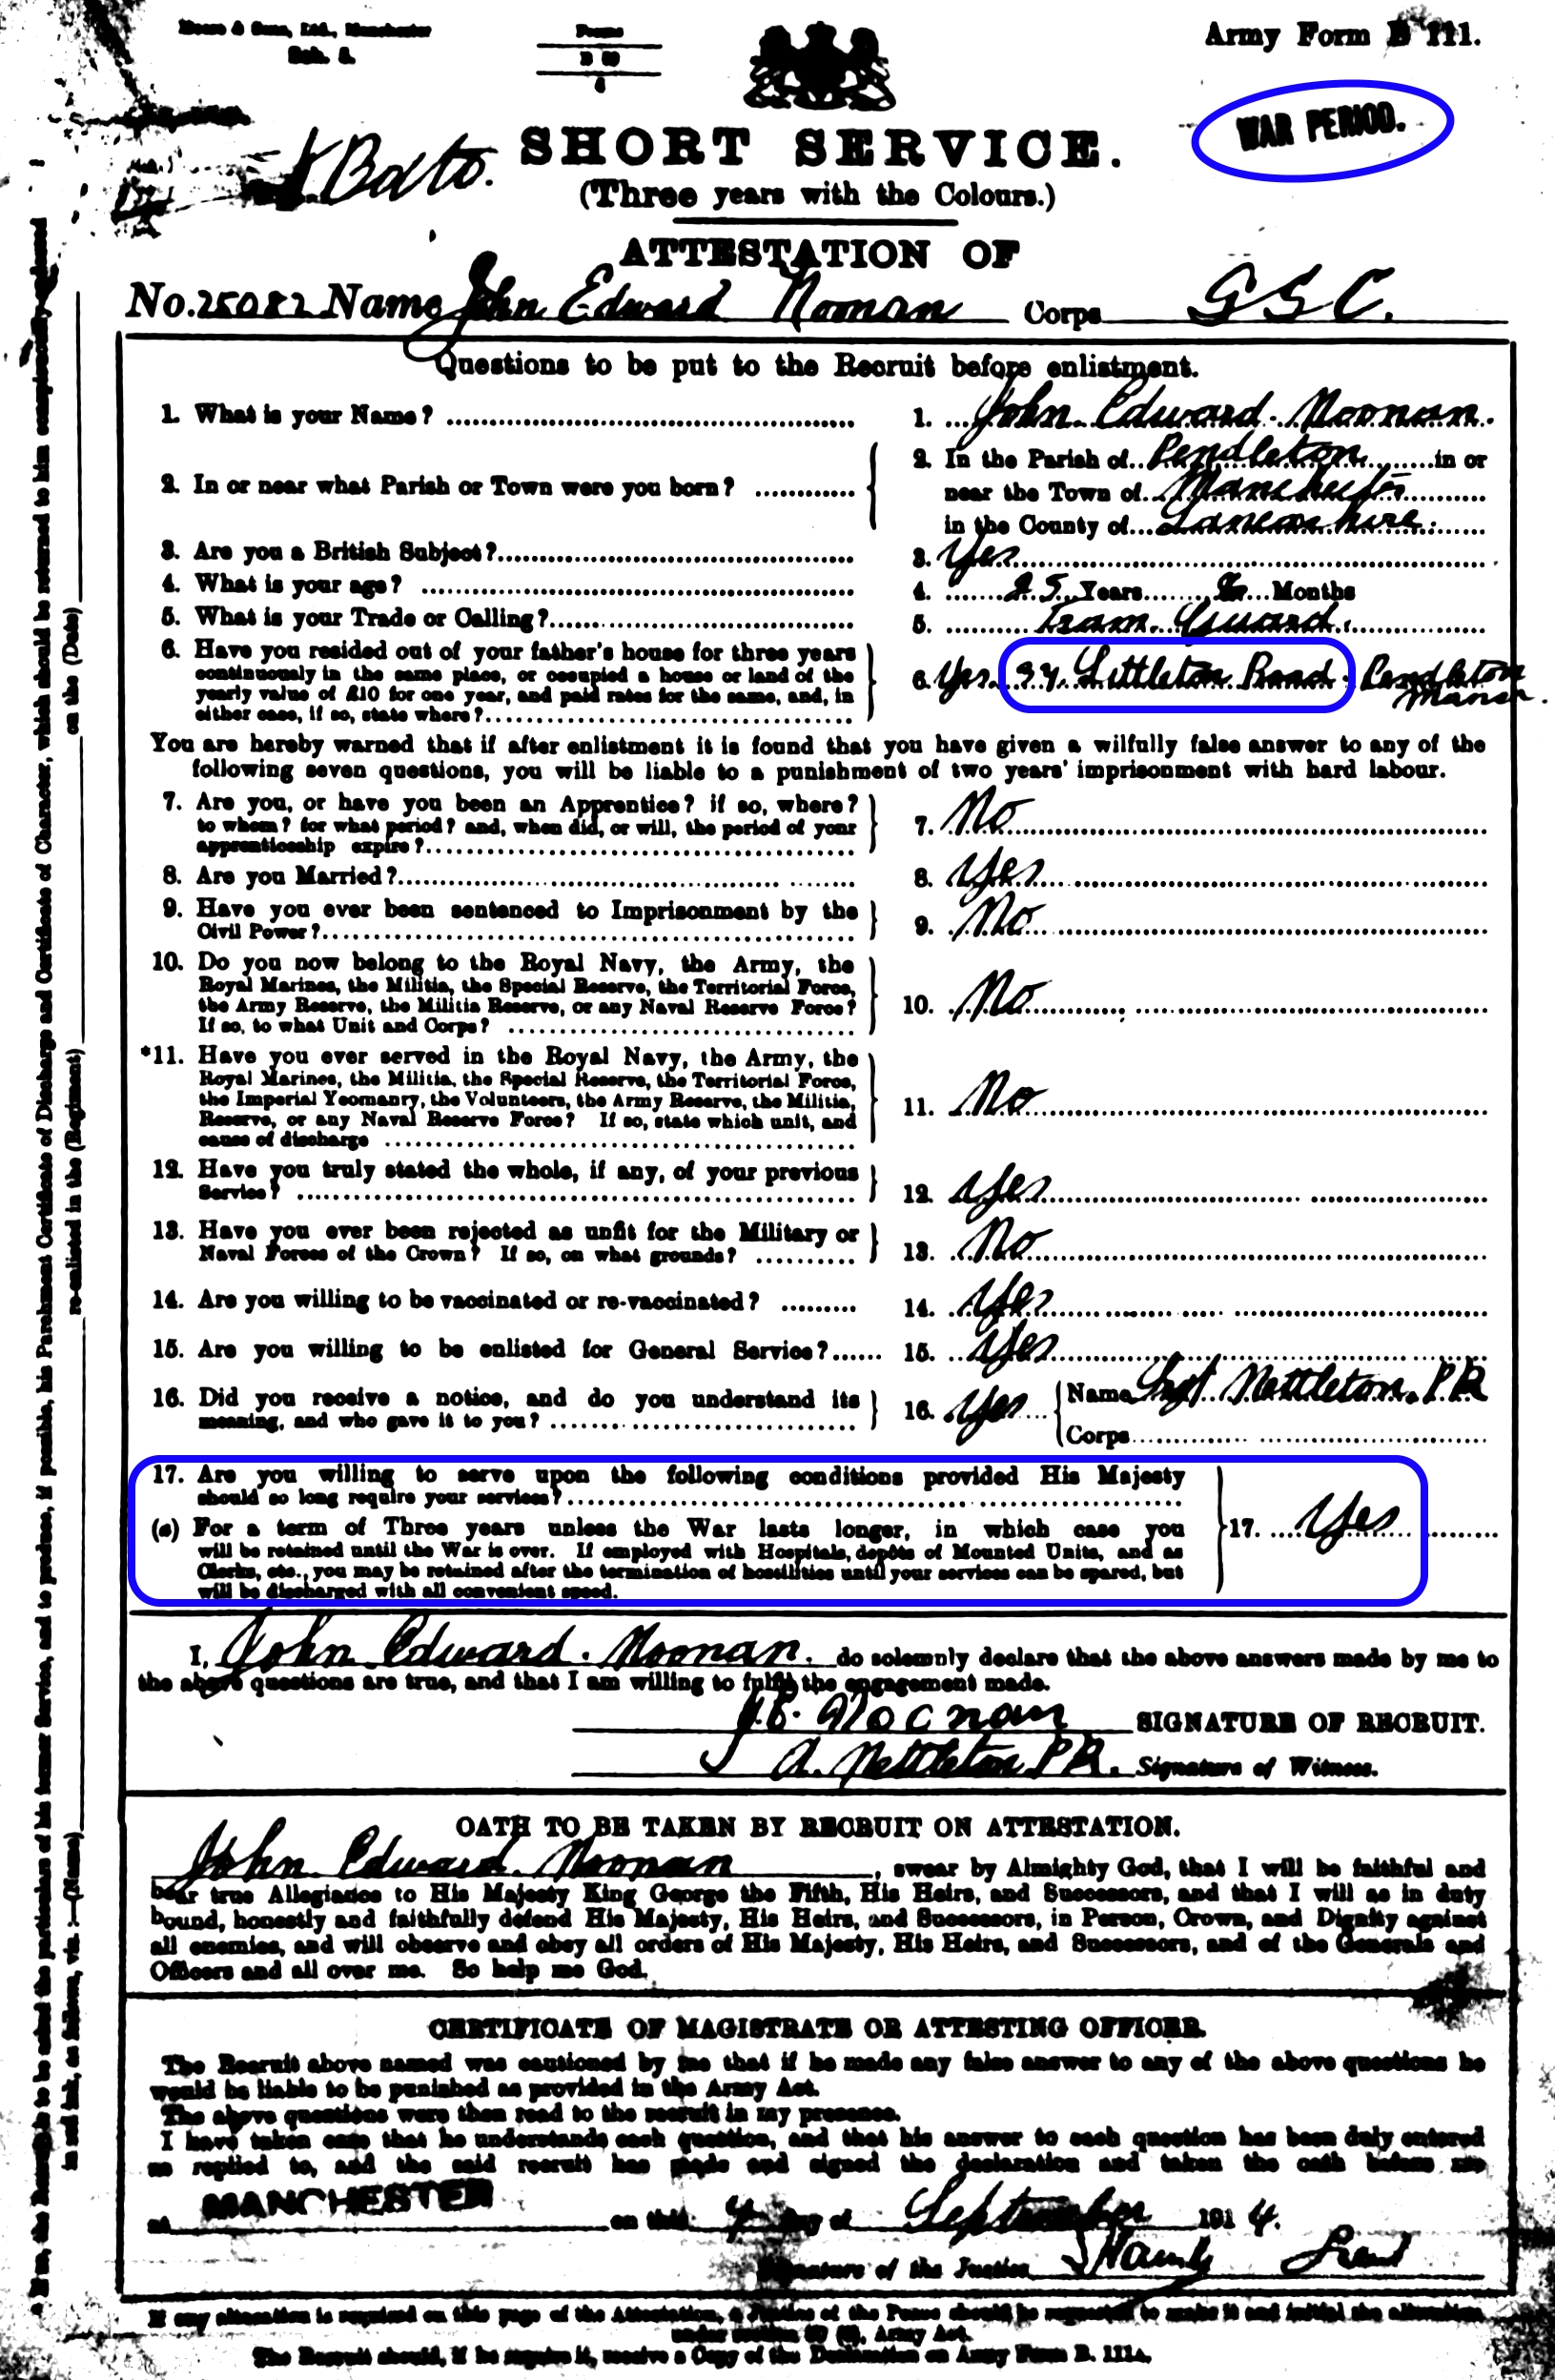 Moore & Sons, Ltd., Manchester
Forms
B 29
Army Form B 111.
WAR PERIOD.
SHORT SERVICE.
(Three years with the Colours.)
ATTESTATION OF
No. 25082 Name John Edward Noonan Corps G S C.
Questions to be put to the Recruit before enlistment.
1. What is your Name? 1. John Edward Noonan.
2. In or near what Parish or Town were you born? 2. In the Parish of Pendleton in or
near the Town of Manchester
in the County of Lancashire
3. Are you a British Subject? 3. Yes
4. What is your age? 4. 25 Years Months
5. What is your Trade or Calling? 5. Tram Guard.
6. Have you resided out of your father's house for three years
continuously in the same place, or occupied a house or land of the 6. Yes. Littleton Road. Pendleton
yearly value of £10 for one year, and paid rates for the same, and, in
either case, if so, state where?
You are hereby warned that if after enlistment it is found that you have given a wilfully false answer to any of the
following seven questions, you will be liable to a punishment of two years' imprisonment with hard labour.
7. Are you, or have you been an Apprentice? if so, where?
to whom? for what period? and, when did, or will, the period of your 7. No
apprenticeship expire?
8. Are you Married? 8. Yes
9. Have you ever been sentenced to Imprisonment by the
Civil Power? 9. No
10. Do you now belong to the Royal Navy, the Army, the
Royal Marines, the Militia, the Special Reserve, the Territorial Force,
the Army Reserve, the Militia Reserve, or any Naval Reserve Force? 10. No
If so, to what Unit and Corps?
*11. Have you ever served in the Royal Navy, the Army, the
Royal Marines, the Militia, the Special Reserve, the Territorial Force,
the Imperial Yeomanry, the Volunteers, the Army Reserve, the Militia, 11. No
Reserve, or any Naval Reserve Force? If so, state which unit, and
cause of discharge
12. Have you truly stated the whole, if any, of your previous
Service? 12. Yes
13. Have you ever been rejected as unfit for the Military or
Naval Forces of the Crown? If so, on what grounds? 13. No
14. Are you willing to be vaccinated or re-vaccinated? 14. Yes
15. Are you willing to be enlisted for General Service? 15. Yes
16. Did you receive a notice, and do you understand its 16. Yes Name Sgt Nettleton. P.R
meaning, and who gave it to you? Corps
17. Are you willing to serve upon the following conditions provided His Majesty
should so long require your services?
(a) For a term of Three years unless the War lasts longer, in which case you 17. Yes
will be retained until the War is over. If employed with Hospitals, depôts of Mounted Units, and as
Clerks, etc., you may be retained after the termination of hostilities until your services can be spared, but
will be discharged with all convenient speed.
I, John Edward Noonan. do solemnly declare that the above answers made by me to
the above questions are true, and that I am willing to fulfil the engagement made.
J.E. Noonan SIGNATURE OF RECRUIT.
A. Nettleton P.R. Signature of Witness.
OATH TO BE TAKEN BY RECRUIT ON ATTESTATION.
John Edward Noonan, swear by Almighty God, that I will be faithful and
bear true Allegiance to His Majesty King George the Fifth, His Heirs, and Successors, and that I will as in duty
bound, honestly and faithfully defend His Majesty, His Heirs, and Successors, in Person, Crown, and Dignity against
all enemies, and will observe and obey all orders of His Majesty, His Heirs, and Successors, and of the Generals and
Officers and all over me. So help me God.
CERTIFICATE OF MAGISTRATE OR ATTESTING OFFICER.
The Recruit above named was cautioned by me that if he made any false answer to any of the above questions he
would be liable to be punished as provided in the Army Act.
The above questions were then read to the recruit in my presence.
I have taken care that he understands each question, and that his answer to each question has been duly entered
as replied to, and the said recruit has made and signed the declaration and taken the oath before me
at MANCHESTER on this 4 day of September 1914.
Signature of the Justice
If any alteration is required on this page of the Attestation, a Justice of the Peace should be requested to make it and initial the alteration
under section Army Act.
The Recruit should, if he require it, receive a Copy of the Declaration on Army Form B. 111A.
* If so, the Recruit is to be asked the particulars of his former Service, and to produce, if possible, his Parchment Certificate of Discharge and Certificate of Character, which should be returned to him conspicuously endorsed
in red ink, as follows, viz.:—(Name) re-enlisted in the (Regiment) on the (Date)